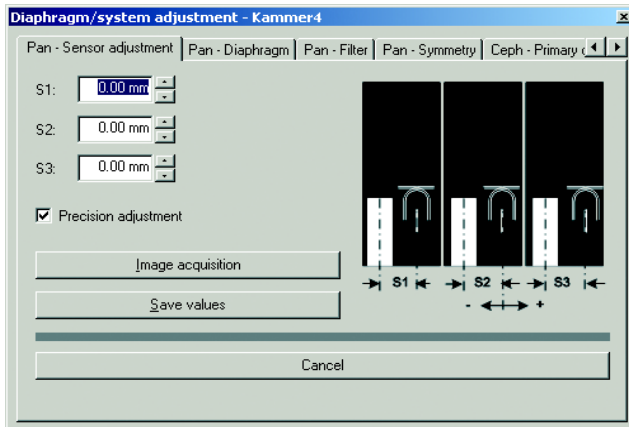 Diaphragm/system adjustment - Kammer4
Pan - Sensor adjustment Pan - Diaphragm Pan - Filter Pan - Symmetry Ceph - Primary
S1: 0.00 mm
S2: 0.00 mm
S3: 0.00 mm
Precision adjustment
Image acquisition
Save values
S1 S2 S3
- +
Cancel